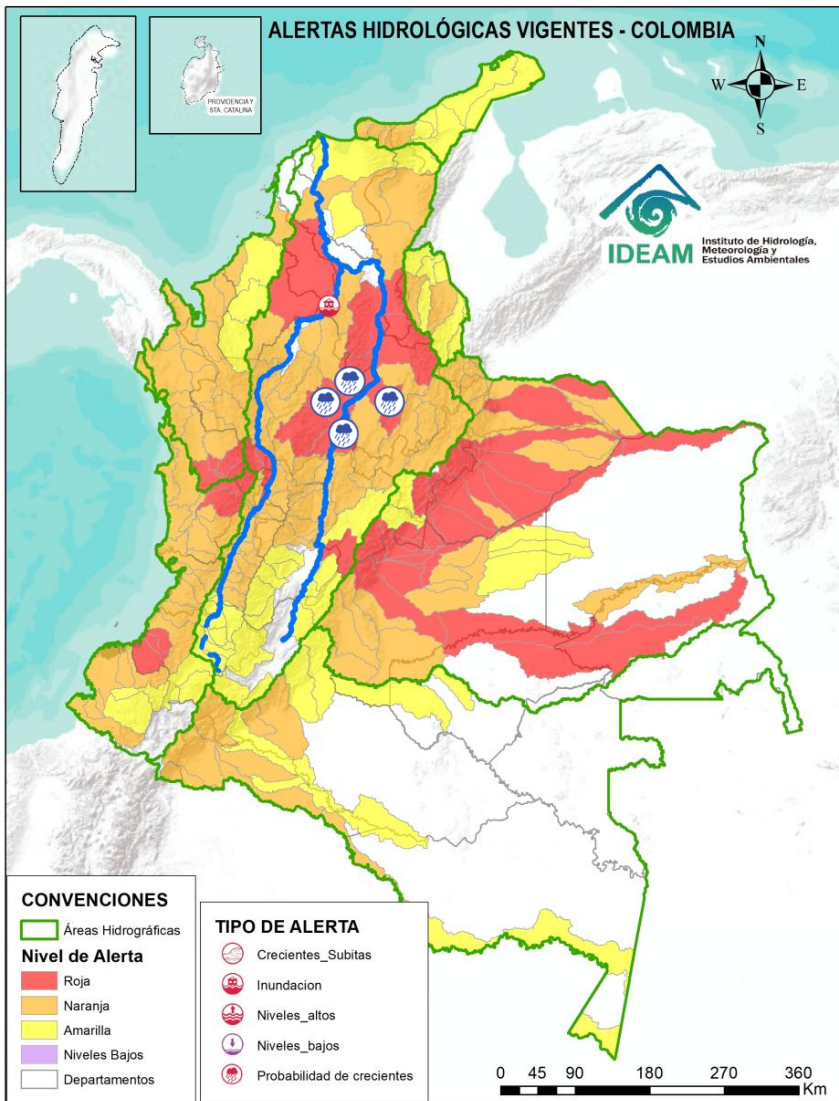 ALERTAS HIDROLÓGICAS VIGENTES - COLOMBIA
PROVIDENCIA Y
STA. CATALINA
N
W
E
S
IDEAM
Instituto de Hidrología,
Meteorología y
Estudios Ambientales
CONVENCIONES
Áreas Hidrográficas
Nivel de Alerta
Roja
Naranja
Amarilla
Niveles Bajos
Departamentos
TIPO DE ALERTA
Crecientes_Subitas
Inundacion
Niveles_altos
Niveles_bajos
Probabilidad de crecientes
0 45 90 180 270 360
Km